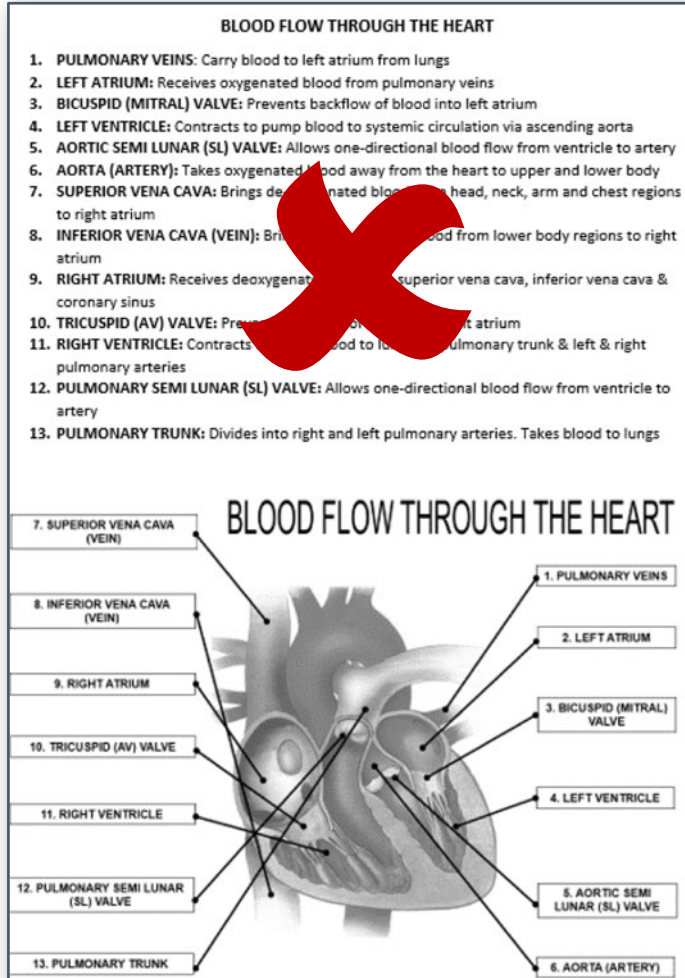 BLOOD FLOW THROUGH THE HEART
1. PULMONARY VEINS: Carry blood to left atrium from lungs
2. LEFT ATRIUM: Receives oxygenated blood from pulmonary veins
3. BICUSPID (MITRAL) VALVE: Prevents backflow of blood into left atrium
4. LEFT VENTRICLE: Contracts to pump blood to systemic circulation via ascending aorta
5. AORTIC SEMI LUNAR (SL) VALVE: Allows one-directional blood flow from ventricle to artery
6. AORTA (ARTERY): Takes oxygenated blood away from the heart to upper and lower body
7. SUPERIOR VENA CAVA: Brings head, neck, arm and chest regions
to right atrium
8. INFERIOR VENA CAVA (VEIN): from lower body regions to right
atrium
9. RIGHT ATRIUM: Receives superior vena cava, inferior vena cava &
coronary sinus
10. TRICUSPID (AV) VALVE: atrium
11. RIGHT VENTRICLE: Contracts to pulmonary trunk & left & right
pulmonary arteries
12. PULMONARY SEMI LUNAR (SL) VALVE: Allows one-directional blood flow from ventricle to
artery
13. PULMONARY TRUNK: Divides into right and left pulmonary arteries. Takes blood to lungs
BLOOD FLOW THROUGH THE HEART
7. SUPERIOR VENA CAVA
(VEIN)
8. INFERIOR VENA CAVA
(VEIN)
9. RIGHT ATRIUM
10. TRICUSPID (AV) VALVE
11. RIGHT VENTRICLE
12. PULMONARY SEMI LUNAR
(SL) VALVE
13. PULMONARY TRUNK
1. PULMONARY VEINS
2. LEFT ATRIUM
3. BICUSPID (MITRAL)
VALVE
4. LEFT VENTRICLE
5. AORTIC SEMI
LUNAR (SL) VALVE
6. AORTA (ARTERY)